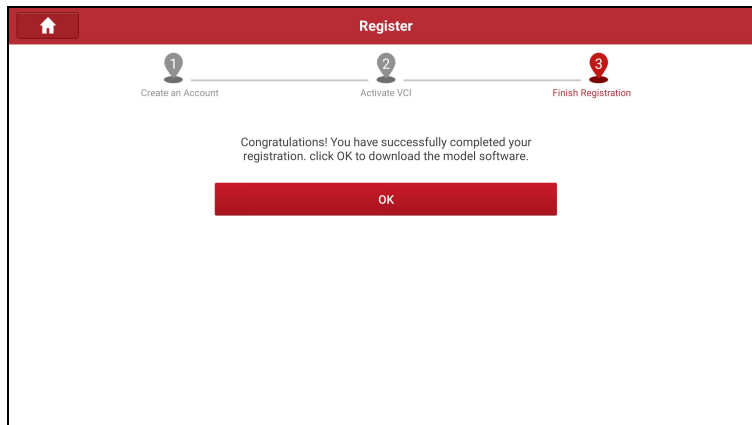 Register
1
2
3
Create an Account
Activate VCI
Finish Registration
Congratulations! You have successfully completed your
registration. click OK to download the model software.
OK